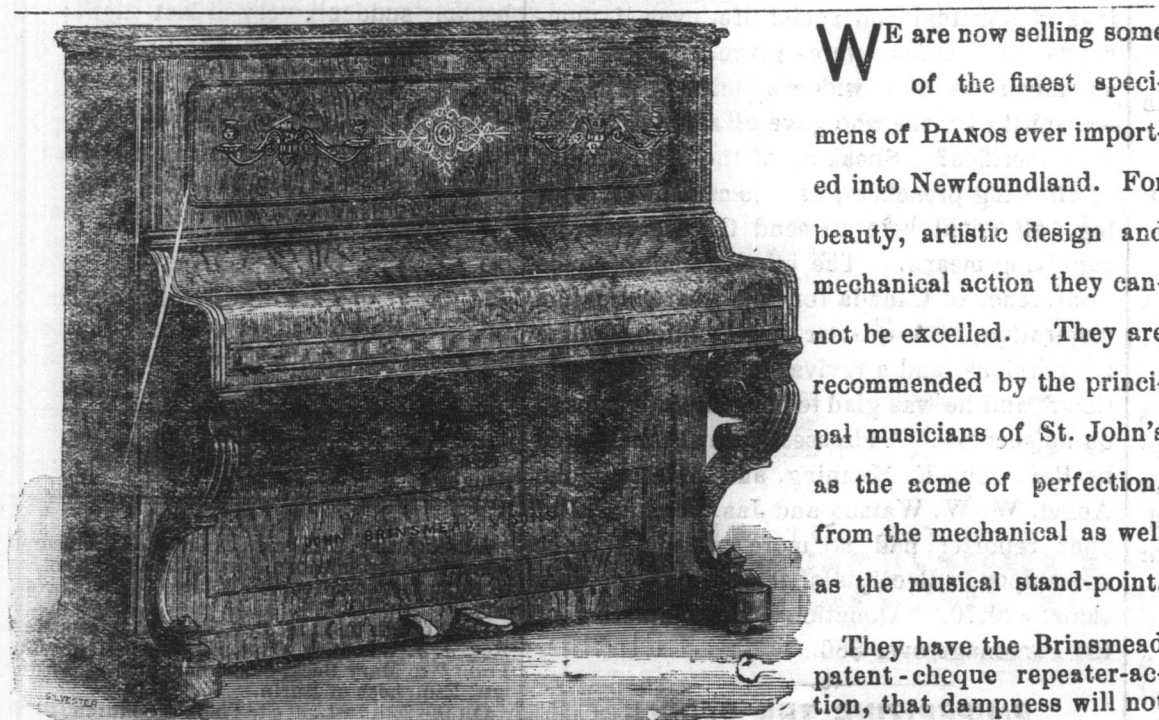 WE are now selling some
of the finest speci-
mens of PIANOS ever import-
ed into Newfoundland. For
beauty, artistic design and
mechanical action they can-
not be excelled. They are
recommended by the princi-
pal musicians of St. John's
as the acme of perfection,
from the mechanical as well
as the musical stand-point.
They have the Brinsmead
patent-cheque repeater-ac-
tion, that dampness will not
JOHN BRINSMEAD & SONS
SILVESTER